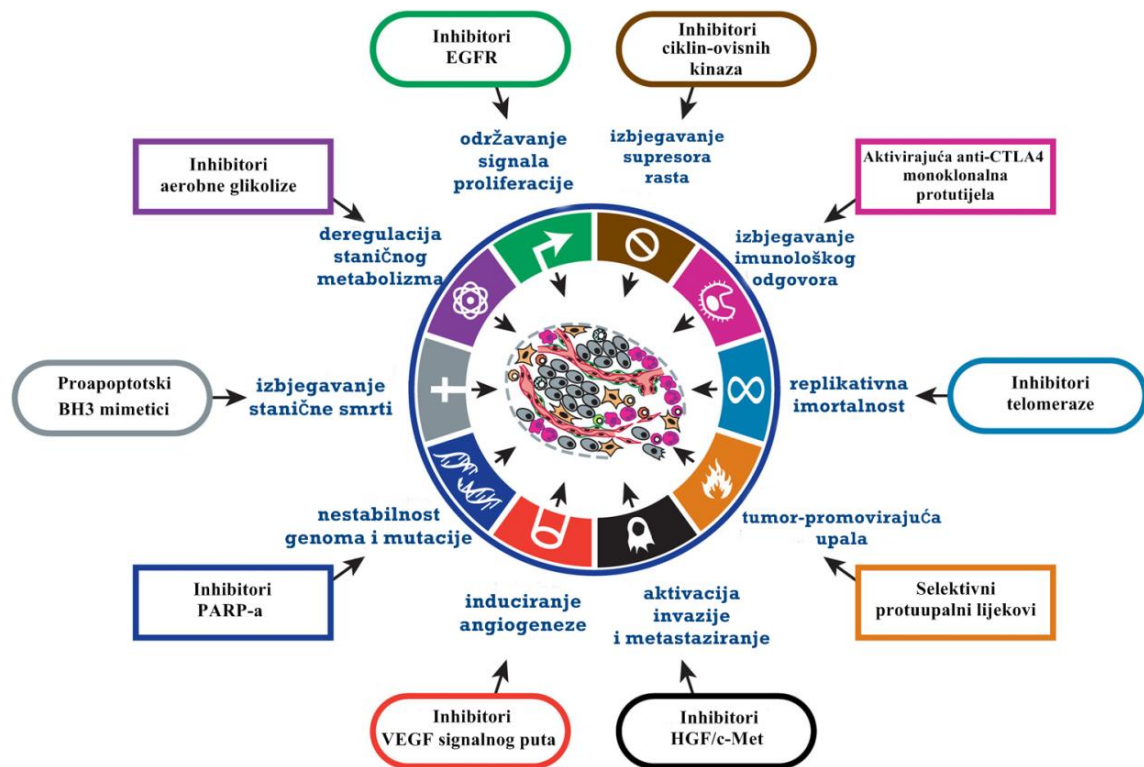 Inhibitori
EGFR
Inhibitori
ciklin-ovisnih
kinaza
održavanje
signala
proliferacije
izbjegavanje
supresora
rasta
Inhibitori
aerobne glikolize
Aktivirajuća anti-CTLA4
monoklonalna
protutijela
deregulacija
staničnog
metabolizma
izbjegavanje
imunološkog
odgovora
Proapoptotski
BH3 mimetici
izbjegavanje
stanične smrti
replikativna
imortalnost
Inhibitori
telomeraze
nestabilnost
genoma i mutacije
tumor-promovirajuća
upala
Inhibitori
PARP-a
induciranje
angiogeneze
aktivacija
invazije
i metastaziranje
Selektivni
protuupalni lijekovi
Inhibitori
VEGF signalnog puta
Inhibitori
HGF/c-Met